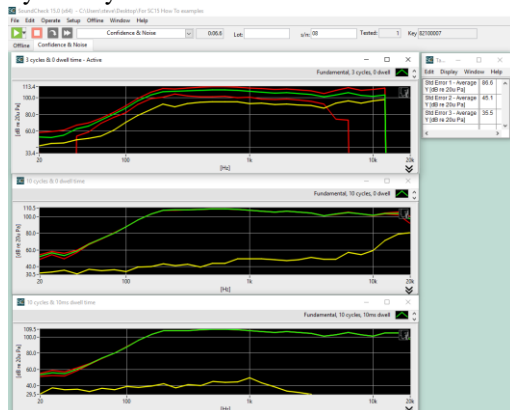 SoundCheck 15.0 (x64) - C:\Users\steve\Desktop\For SC15 How To examples
File Edit Operate Setup Offline Window Help
Confidence & Noise 0:06.6 Lot: s/n: 00 Tested: 1 Key 02100007
Offline Confidence & Noise
3 cycles & 0 dwell time - Active
Fundamental, 3 cycles, 0 dwell
113.4-
100.0-
80.0-
60.0-
33.4-
[dB re 20u Pa]
20 100 1k 10k 20k
[Hz]
10 cycles & 0 dwell time
Fundamental, 10 cycles, 0 dwell
110.5-
100.0-
80.0-
60.0-
40.0-
30.5-
[dB re 20u Pa]
20 100 1k 10k 20k
[Hz]
10 cycles & 10ms dwell time
Fundamental, 10 cycles, 10ms dwell
109.5-
100.0-
80.0-
60.0-
40.0-
29.5-
[dB re 20u Pa]
20 100 1k 10k 20k
[Hz]
Ta...
Edit Display Window Help
Std Error 1 - Average 86.6
Y [dB re 20u Pa]
Std Error 2 - Average 45.1
Y [dB re 20u Pa]
Std Error 3 - Average 35.5
Y [dB re 20u Pa]